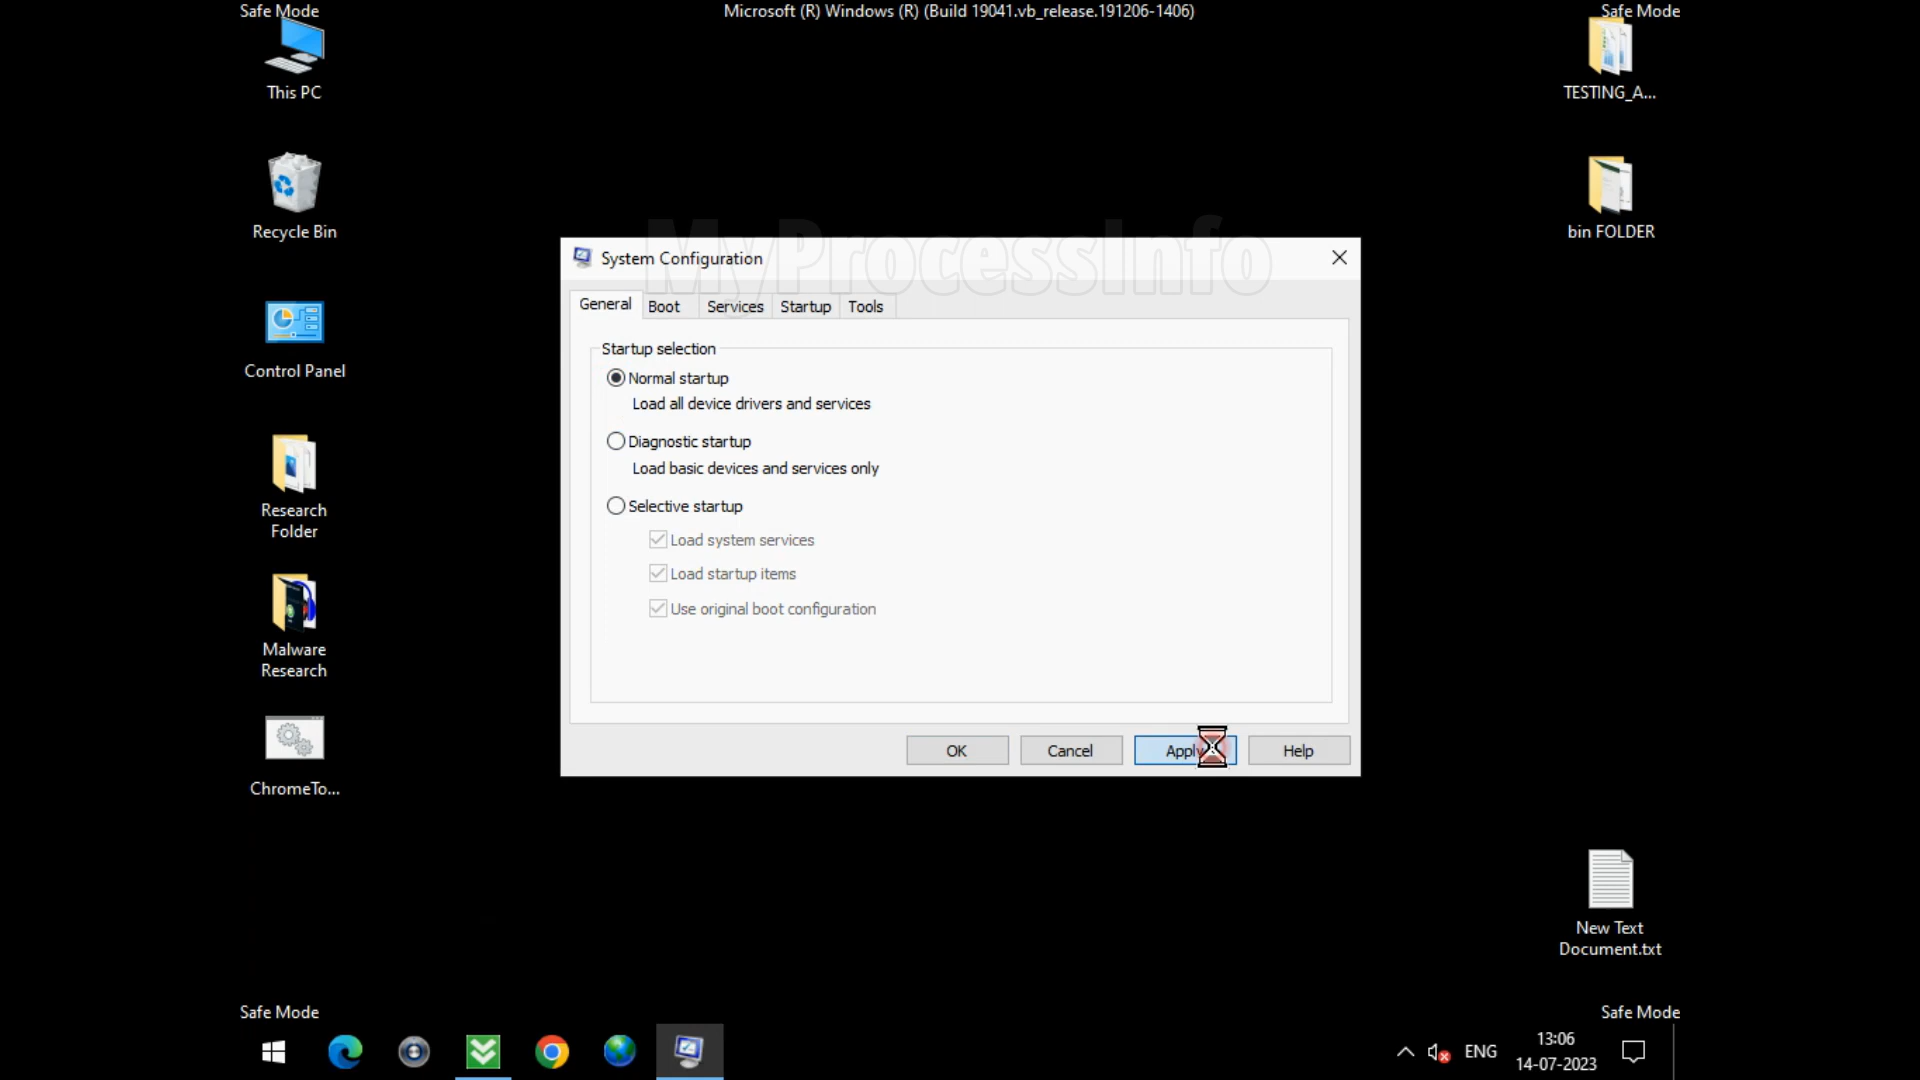 Safe Mode
Microsoft (R) Windows (R) (Build 19041.vb_release.191206-1406)
Safe Mode
This PC
TESTING_A...
Recycle Bin
bin FOLDER
MyProcessInfo
System Configuration
General
Boot
Services
Startup
Tools
Startup selection
Normal startup
Load all device drivers and services
Diagnostic startup
Load basic devices and services only
Selective startup
Load system services
Load startup items
Use original boot configuration
OK
Cancel
Apply
Help
Control Panel
Research
Folder
Malware
Research
ChromeTo...
New Text
Document.txt
Safe Mode
Safe Mode
ENG
13:06
14-07-2023